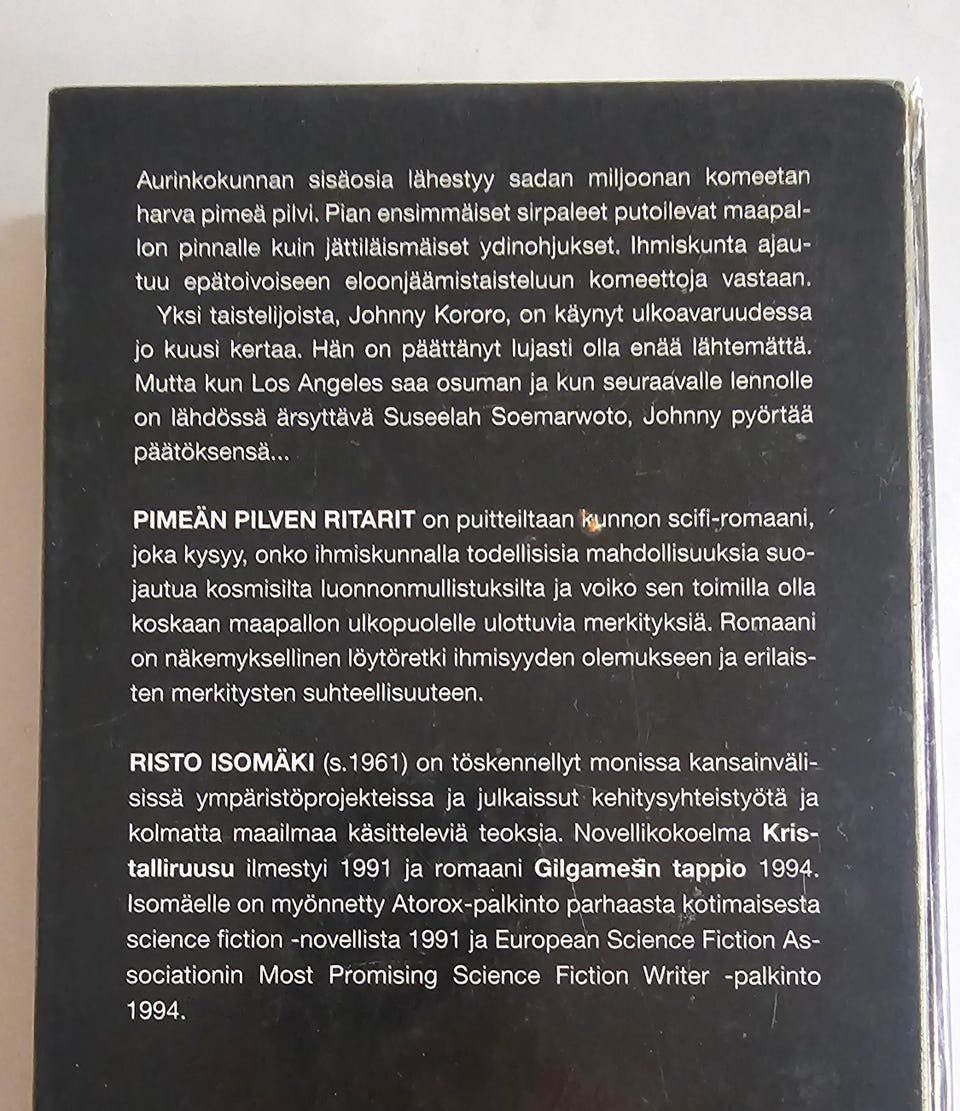 Aurinkokunnan sisäosia lähestyy sadan miljoonan komeetan
harva pimeä pilvi. Pian ensimmäiset sirpaleet putoilevat maapal-
lon pinnalle kuin jättiläismäiset ydinohjukset. Ihmiskunta ajau-
tuu epätoivoiseen eloonjäämistaisteluun komeettoja vastaan.
Yksi taistelijoista, Johnny Kororo, on käynyt ulkoavaruudessa
jo kuusi kertaa. Hän on päättänyt lujasti olla enää lähtemättä.
Mutta kun Los Angeles saa osuman ja kun seuraavalle lennolle
on lähdössä ärsyttävä Suseelah Soemarwoto, Johnny pyörtää
päätöksensä...
PIMEÄN PILVEN RITARIT on puitteiltaan kunnon scifi-romaani,
joka kysyy, onko ihmiskunnalla todellisisia mahdollisuuksia suo-
jautua kosmisilta luonnonmullistuksilta ja voiko sen toimilla olla
koskaan maapallon ulkopuolelle ulottuvia merkityksiä. Romaani
on näkemyksellinen löytöretki ihmisyyden olemukseen ja erilais-
ten merkitysten suhteellisuuteen.
RISTO ISOMÄKI (s.1961) on töskennellyt monissa kansainväli-
sissä ympäristöprojekteissa ja julkaissut kehitysyhteistyötä ja
kolmatta maailmaa käsitteleviä teoksia. Novellikokoelma Kris-
talliruusu ilmestyi 1991 ja romaani Gilgamešin tappio 1994.
Isomäelle on myönnetty Atorox-palkinto parhaasta kotimaisesta
science fiction -novellista 1991 ja European Science Fiction As-
sociationin Most Promising Science Fiction Writer -palkinto
1994.